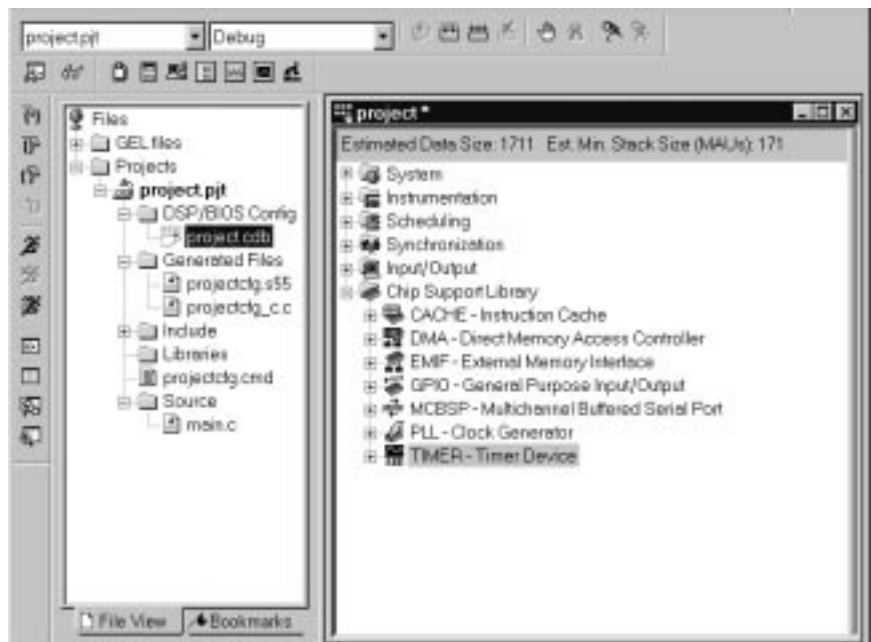 project.pjt
Debug
Files
GEL files
Projects
project.pjt
DSP/BIOS Config
project.cdb
Generated Files
projectcfg.s55
projectcfg_c.c
Include
Libraries
projectcfg.cmd
Source
main.c
File View
Bookmarks
project *
Estimated Data Size: 1711 Est. Min. Stack Size (MAUs): 171
System
Instrumentation
Scheduling
Synchronization
Input/Output
Chip Support Library
CACHE - Instruction Cache
DMA - Direct Memory Access Controller
EMIF - External Memory Interface
GPIO - General Purpose Input/Output
MCBSP - Multichannel Buffered Serial Port
PLL - Clock Generator
TIMER - Timer Device